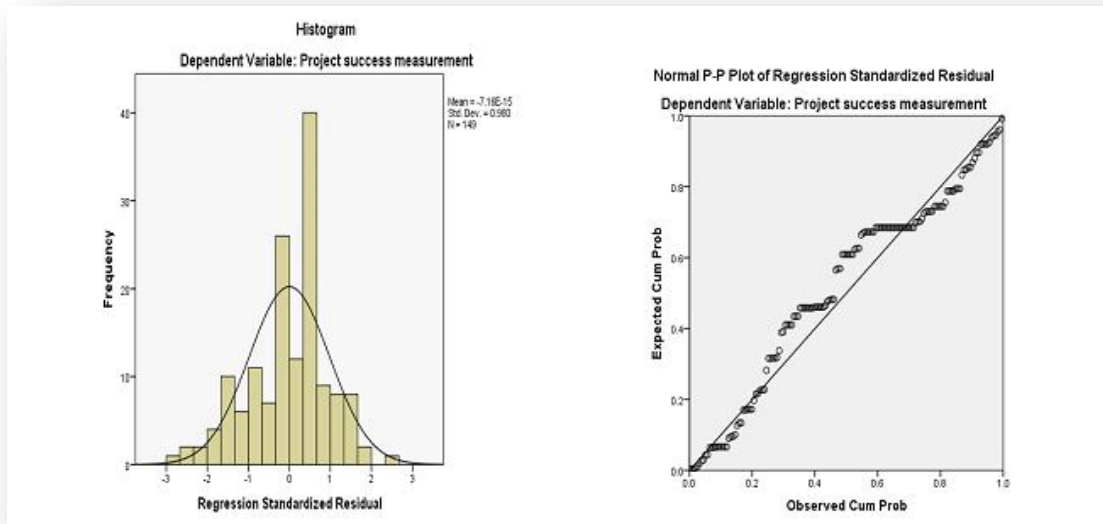 Histogram
Dependent Variable: Project success measurement
Mean = -7.16E-15
Std. Dev. = 0.980
N = 149
Frequency
40
30
20
10
0
-3 -2 -1 0 1 2 3
Regression Standardized Residual
Normal P-P Plot of Regression Standardized Residual
Dependent Variable: Project success measurement
Expected Cum Prob
1.0
0.8
0.6
0.4
0.2
0.0
0.0 0.2 0.4 0.6 0.8 1.0
Observed Cum Prob